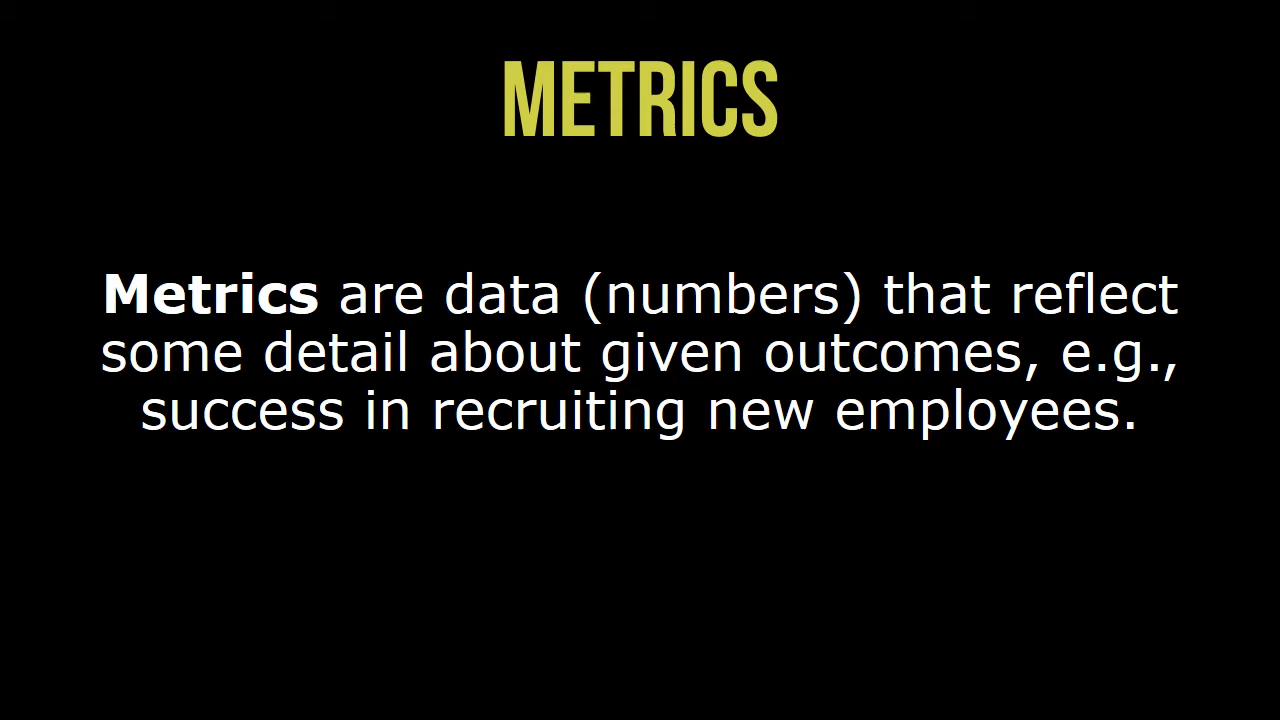 METRICS
Metrics are data (numbers) that reflect
some detail about given outcomes, e.g.,
success in recruiting new employees.